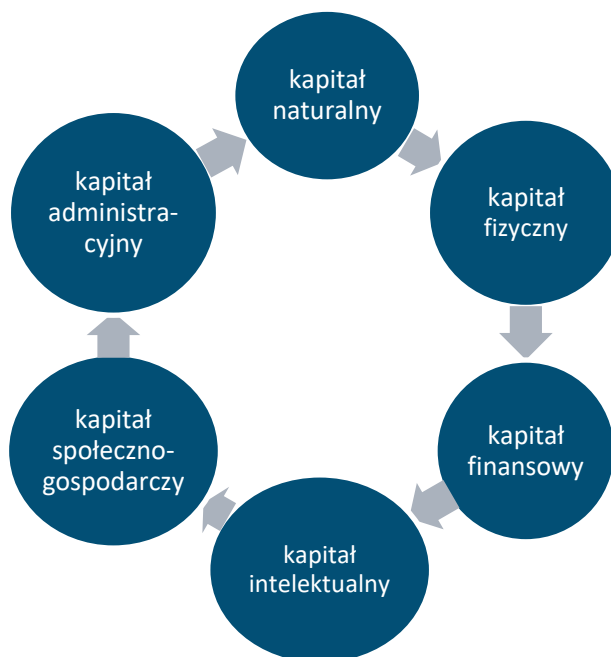 kapitał
naturalny
kapitał
fizyczny
kapitał
finansowy
kapitał
intelektualny
kapitał
społeczno-
gospodarczy
kapitał
administra-
cyjny